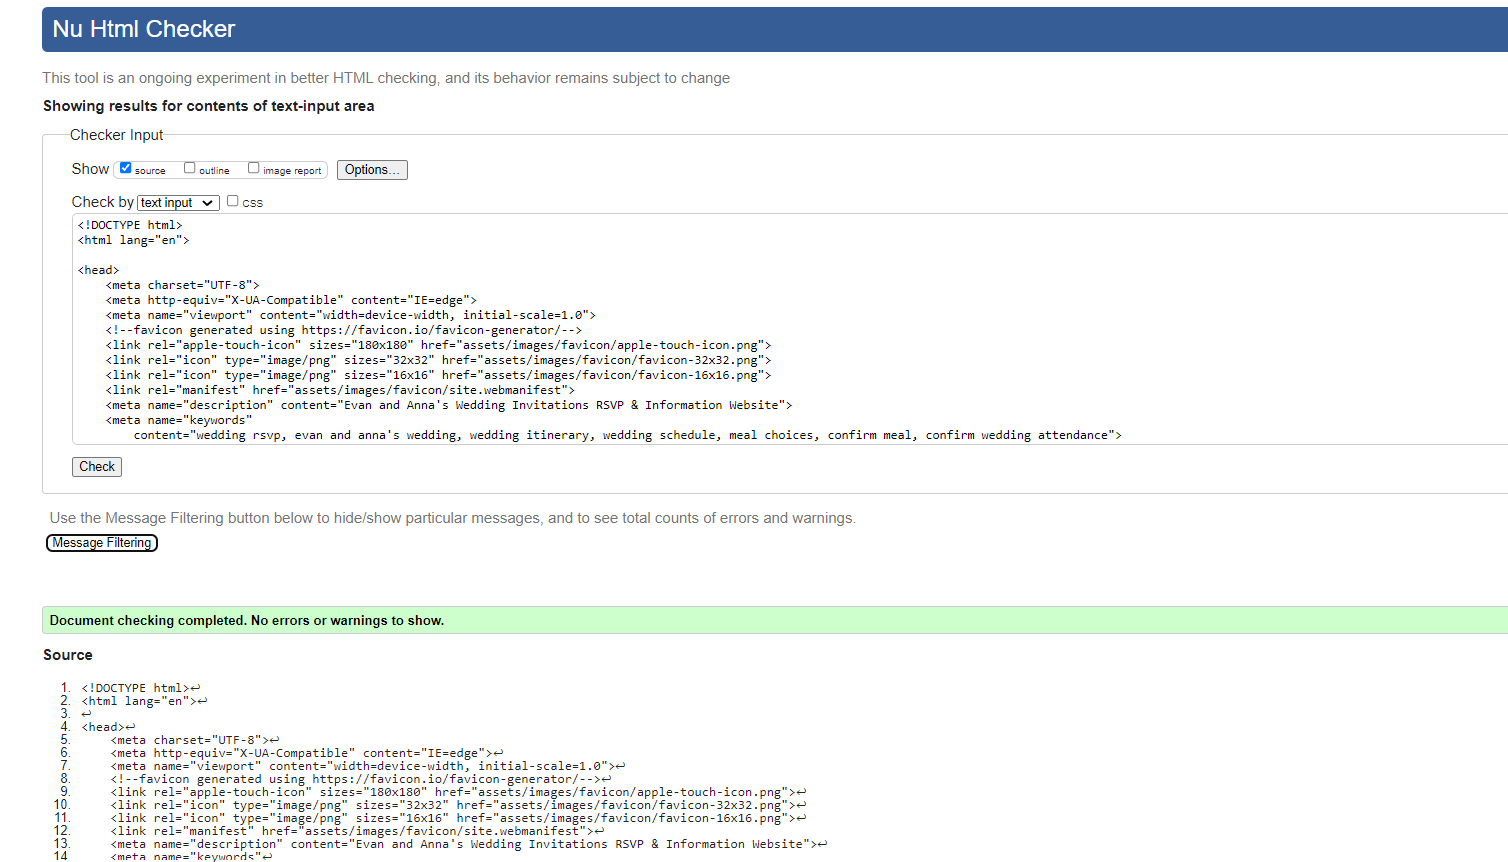 Nu Html Checker
This tool is an ongoing experiment in better HTML checking, and its behavior remains subject to change
Showing results for contents of text-input area
Checker Input
Show source outline image report Options...
Check by text input css
<!DOCTYPE html>
<html lang="en">
<head>
<meta charset="UTF-8">
<meta http-equiv="X-UA-Compatible" content="IE=edge">
<meta name="viewport" content="width=device-width, initial-scale=1.0">
<!--favicon generated using https://favicon.io/favicon-generator/-->
<link rel="apple-touch-icon" sizes="180x180" href="assets/images/favicon/apple-touch-icon.png">
<link rel="icon" type="image/png" sizes="32x32" href="assets/images/favicon/favicon-32x32.png">
<link rel="icon" type="image/png" sizes="16x16" href="assets/images/favicon/favicon-16x16.png">
<link rel="manifest" href="assets/images/favicon/site.webmanifest">
<meta name="description" content="Evan and Anna's Wedding Invitations RSVP & Information Website">
<meta name="keywords"
content="wedding rsvp, evan and anna's wedding, wedding itinerary, wedding schedule, meal choices, confirm meal, confirm wedding attendance">
Check
Use the Message Filtering button below to hide/show particular messages, and to see total counts of errors and warnings.
Message Filtering
Document checking completed. No errors or warnings to show.
Source
1. <!DOCTYPE html>↩
2. <html lang="en">↩
3. ↩
4. <head>↩
5. <meta charset="UTF-8">↩
6. <meta http-equiv="X-UA-Compatible" content="IE=edge">↩
7. <meta name="viewport" content="width=device-width, initial-scale=1.0">↩
8. <!--favicon generated using https://favicon.io/favicon-generator/-->↩
9. <link rel="apple-touch-icon" sizes="180x180" href="assets/images/favicon/apple-touch-icon.png">↩
10. <link rel="icon" type="image/png" sizes="32x32" href="assets/images/favicon/favicon-32x32.png">↩
11. <link rel="icon" type="image/png" sizes="16x16" href="assets/images/favicon/favicon-16x16.png">↩
12. <link rel="manifest" href="assets/images/favicon/site.webmanifest">↩
13. <meta name="description" content="Evan and Anna's Wedding Invitations RSVP & Information Website">↩
14. <meta name="keywords"↩